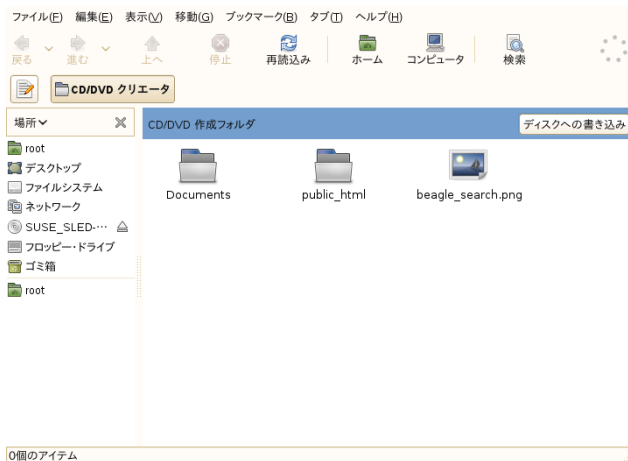 ファイル(F) 編集(E) 表示(V) 移動(G) ブックマーク(B) タブ(T) ヘルプ(H)
戻る 進む 上へ 停止 再読込み ホーム コンピュータ 検索
CD/DVD クリエータ
場所
CD/DVD 作成フォルダ
ディスクへの書き込み
root
デスクトップ
ファイルシステム
ネットワーク
SUSE_SLED-…
フロッピー・ドライブ
ゴミ箱
root
Documents
public_html
beagle_search.png
0個のアイテム